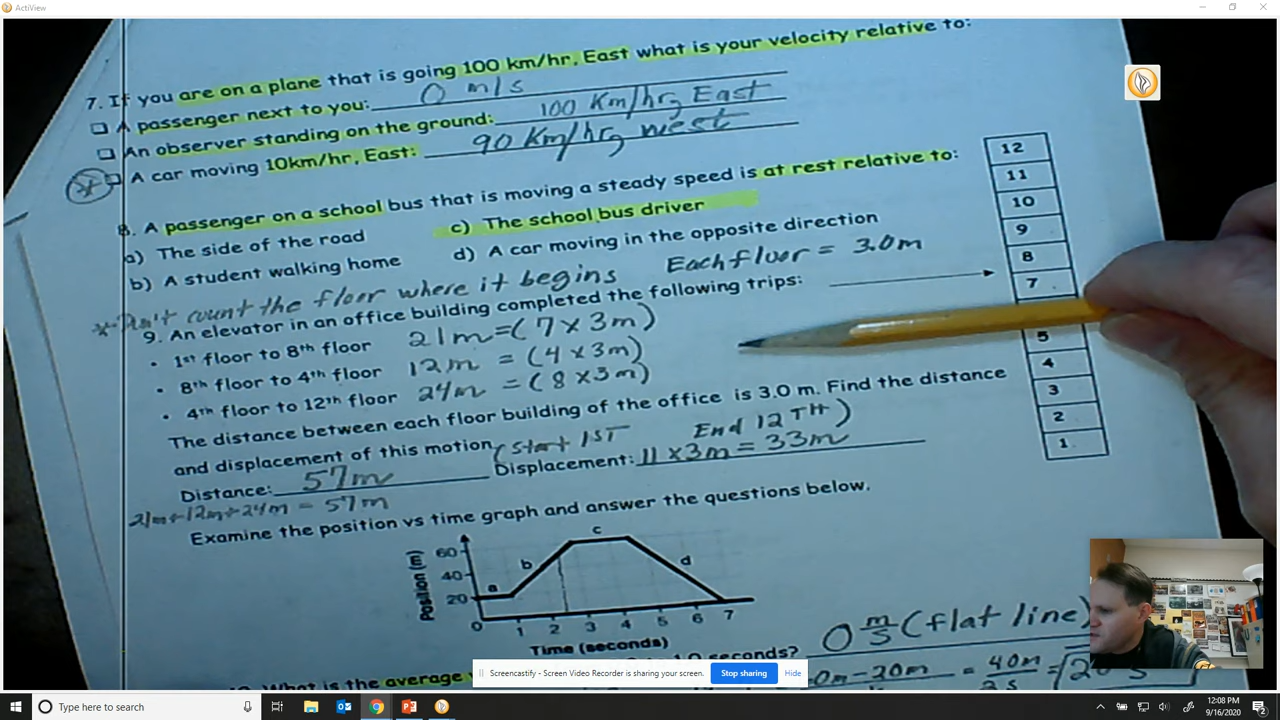 ActiView
7. If you are on a plane that is going 100 km/hr, East what is your velocity relative to:
A passenger next to you: 0 m/s
An observer standing on the ground: 100 Km/hr, East
A car moving 10km/hr, East: 90 Km/hr, west
8. A passenger on a school bus that is moving a steady speed is at rest relative to:
a) The side of the road
c) The school bus driver
b) A student walking home
d) A car moving in the opposite direction
* Don't count the floor where it begins
Each floor = 3.0m
9. An elevator in an office building completed the following trips:
• 1st floor to 8th floor 21m = (7 x 3m)
• 8th floor to 4th floor 12m = (4 x 3m)
• 4th floor to 12th floor 24m = (8 x 3m)
The distance between each floor building of the office is 3.0 m. Find the distance
and displacement of this motion (start 1ST End 12TH)
Distance: 57m Displacement: 11 x 3m = 33m
21m+12m+24m = 57m
12
11
10
9
8
7
5
4
3
2
1
Examine the position vs time graph and answer the questions below.
Position (m)
60
40
20
0
a
b
c
d
1 2 3 4 5 6 7
Time (seconds)
seconds? 0 m/s (flat line)
What is the average
0m - 20m = 40m
Screencastify - Screen Video Recorder is sharing your screen.
Stop sharing
Hide
Type here to search
12:08 PM
9/16/2020
2